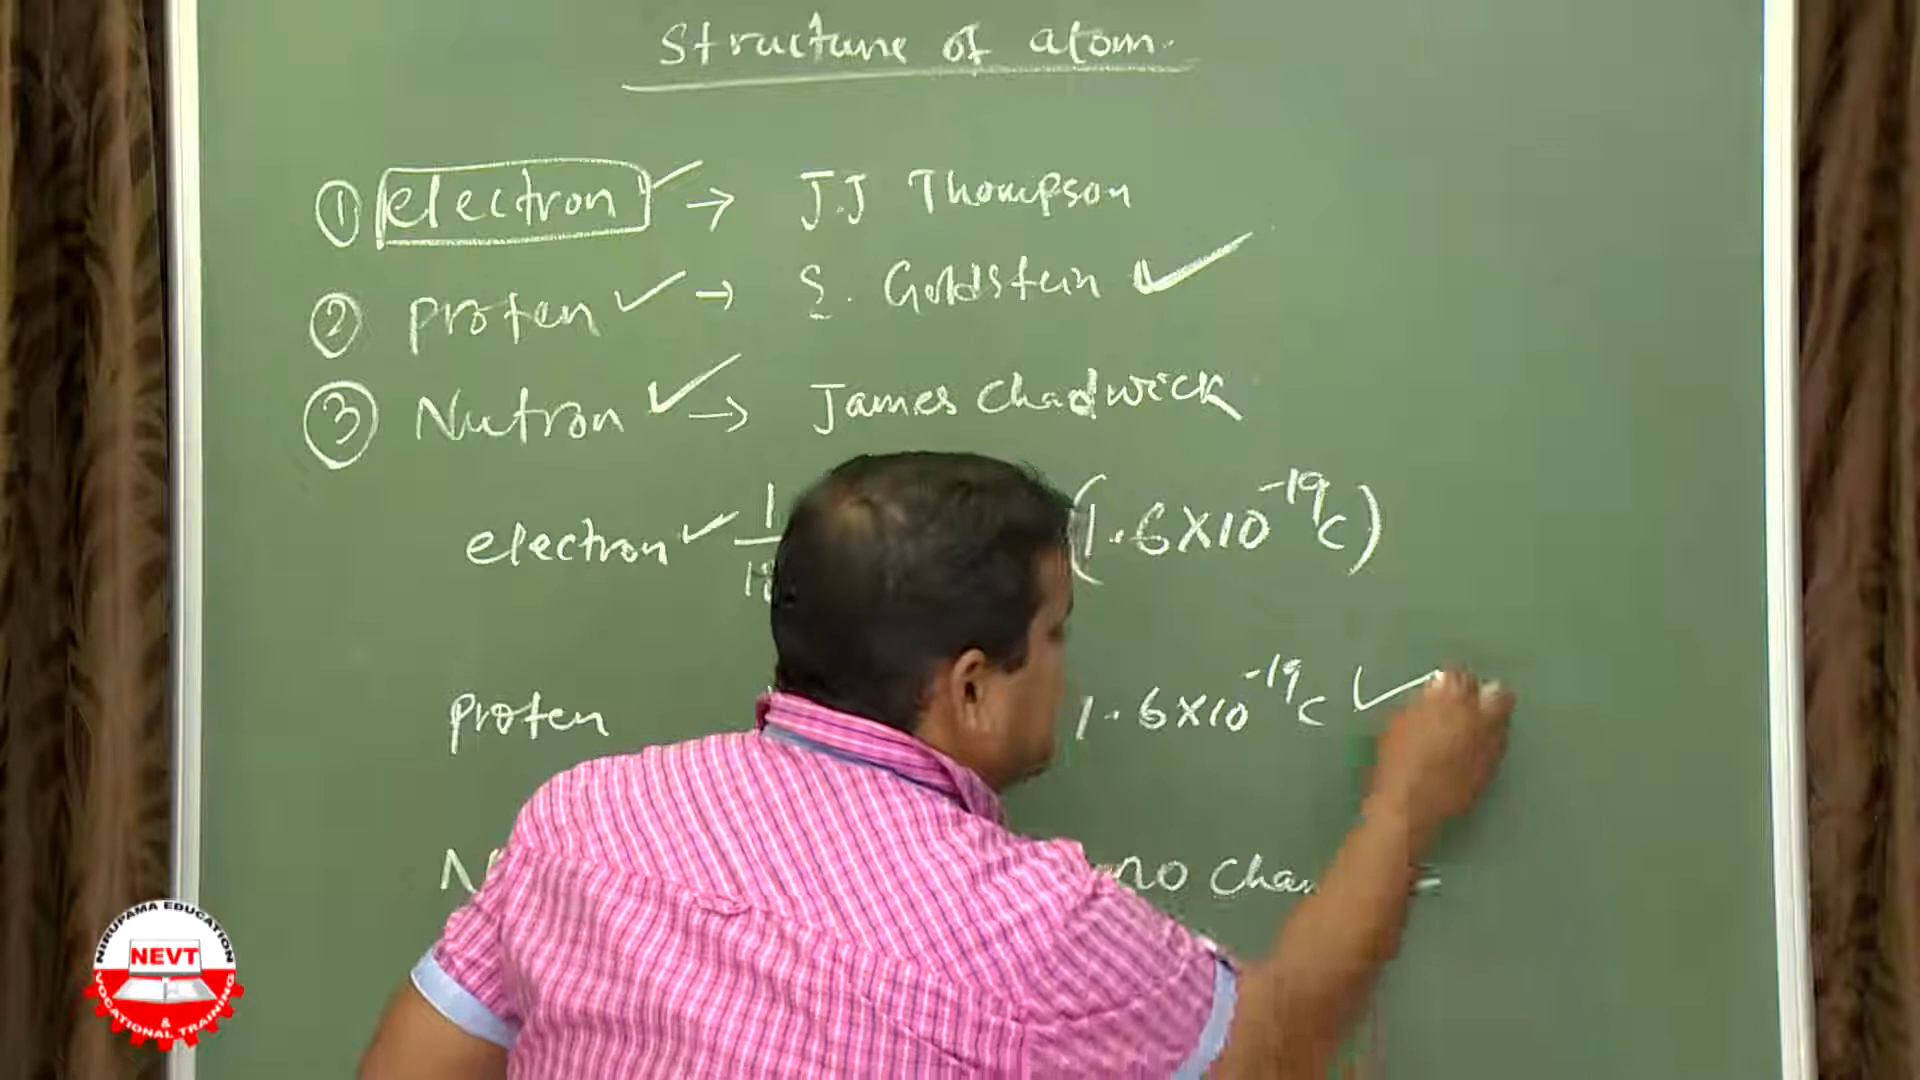 Structure of atom.
① electron ✓ → J.J Thompson
② Proten ✓ → E. Goldstein ✓
③ Nutron ✓ → James Chadwick
electron ✓ 1 (1.6X10⁻¹⁹C)
proten 1.6X10⁻¹⁹C ✓
no
NIRUPAMA EDUCATION
NEVT
&
VOCATIONAL TRAINING